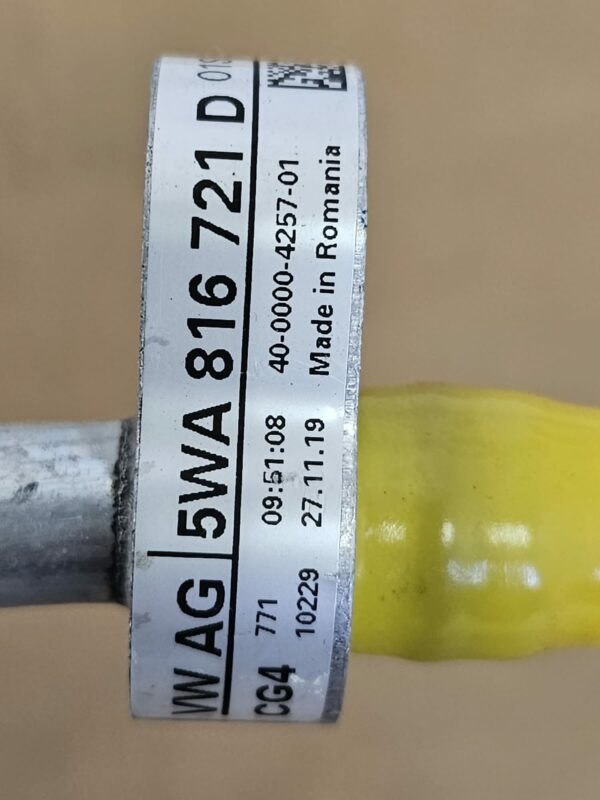 VW AG 5WA 816 721 D
CG4 771 09:51:08 40-0000-4257-01
10229 27.11.19 Made in Romania